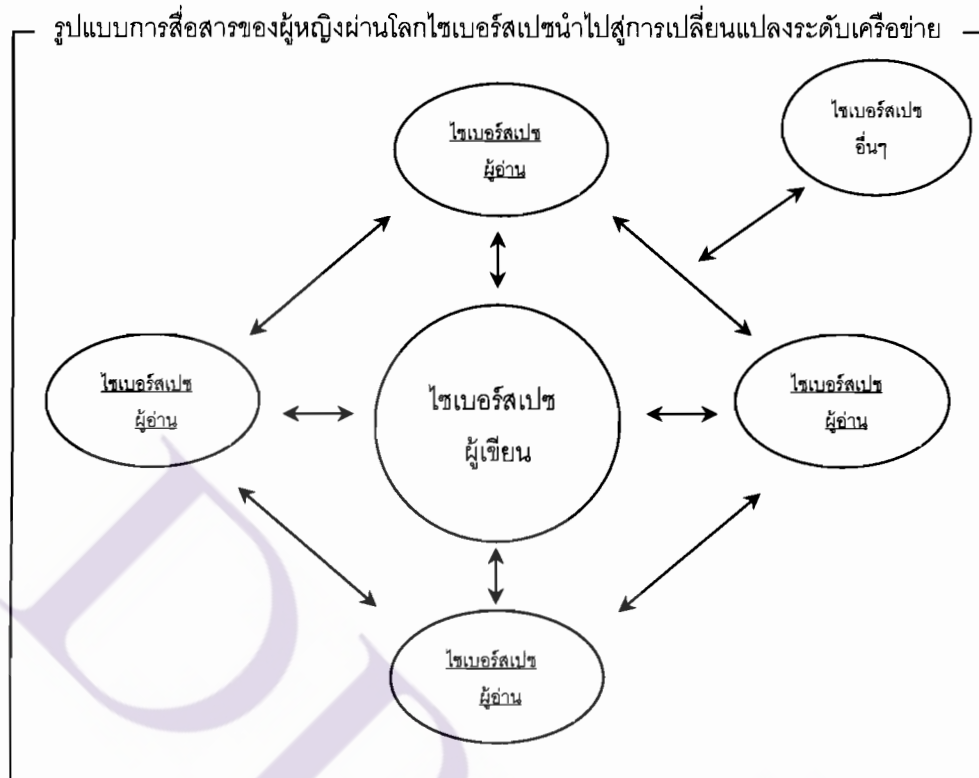 รูปแบบการสื่อสารของผู้หญิงผ่านโลกไซเบอร์สเปซนำไปสู่การเปลี่ยนแปลงระดับเครือข่าย
ไซเบอร์สเปซ
ผู้อ่าน
ไซเบอร์สเปซ
อื่นๆ
ไซเบอร์สเปซ
ผู้อ่าน
ไซเบอร์สเปซ
ผู้เขียน
ไซเบอร์สเปซ
ผู้อ่าน
ไซเบอร์สเปซ
ผู้อ่าน